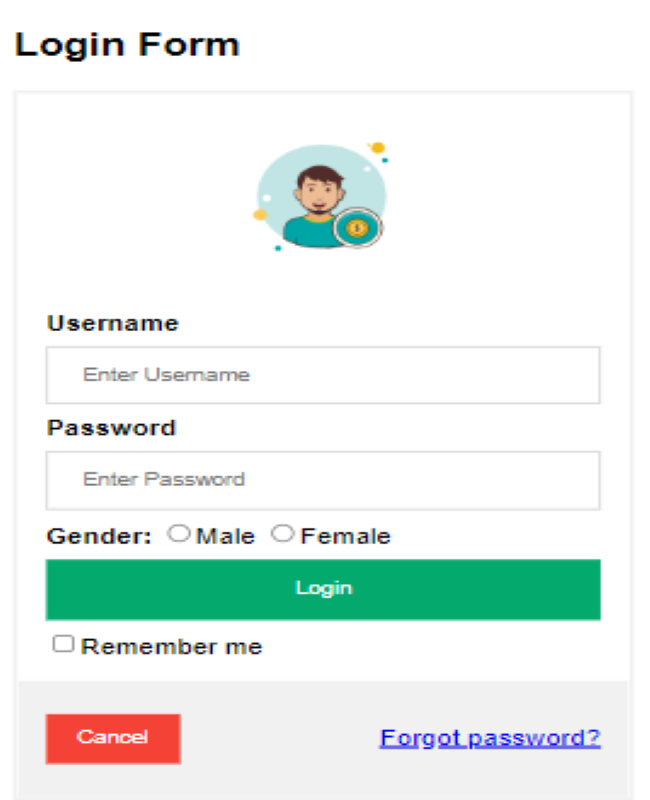 Login Form
$
Username
Enter Username
Password
Enter Password
Gender: Male Female
Login
Remember me
Cancel Forgot password?